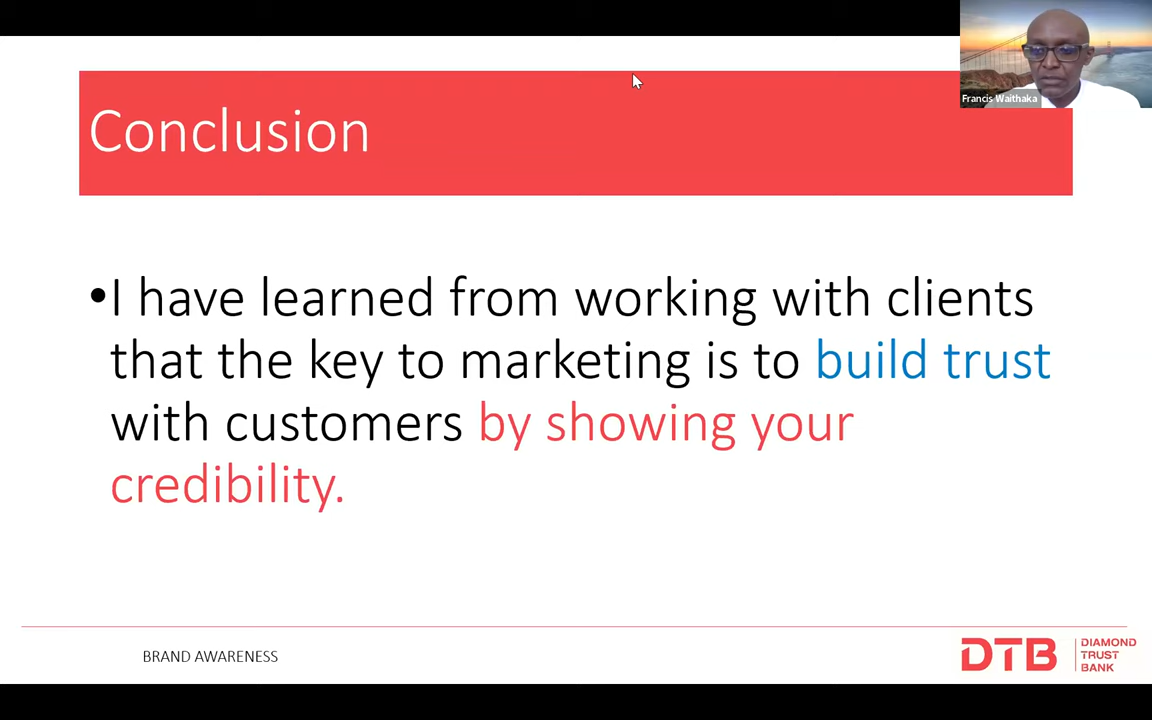 Francis Waithaka
Conclusion
•I have learned from working with clients
that the key to marketing is to build trust
with customers by showing your
credibility.
BRAND AWARENESS
DTB
DIAMOND
TRUST
BANK